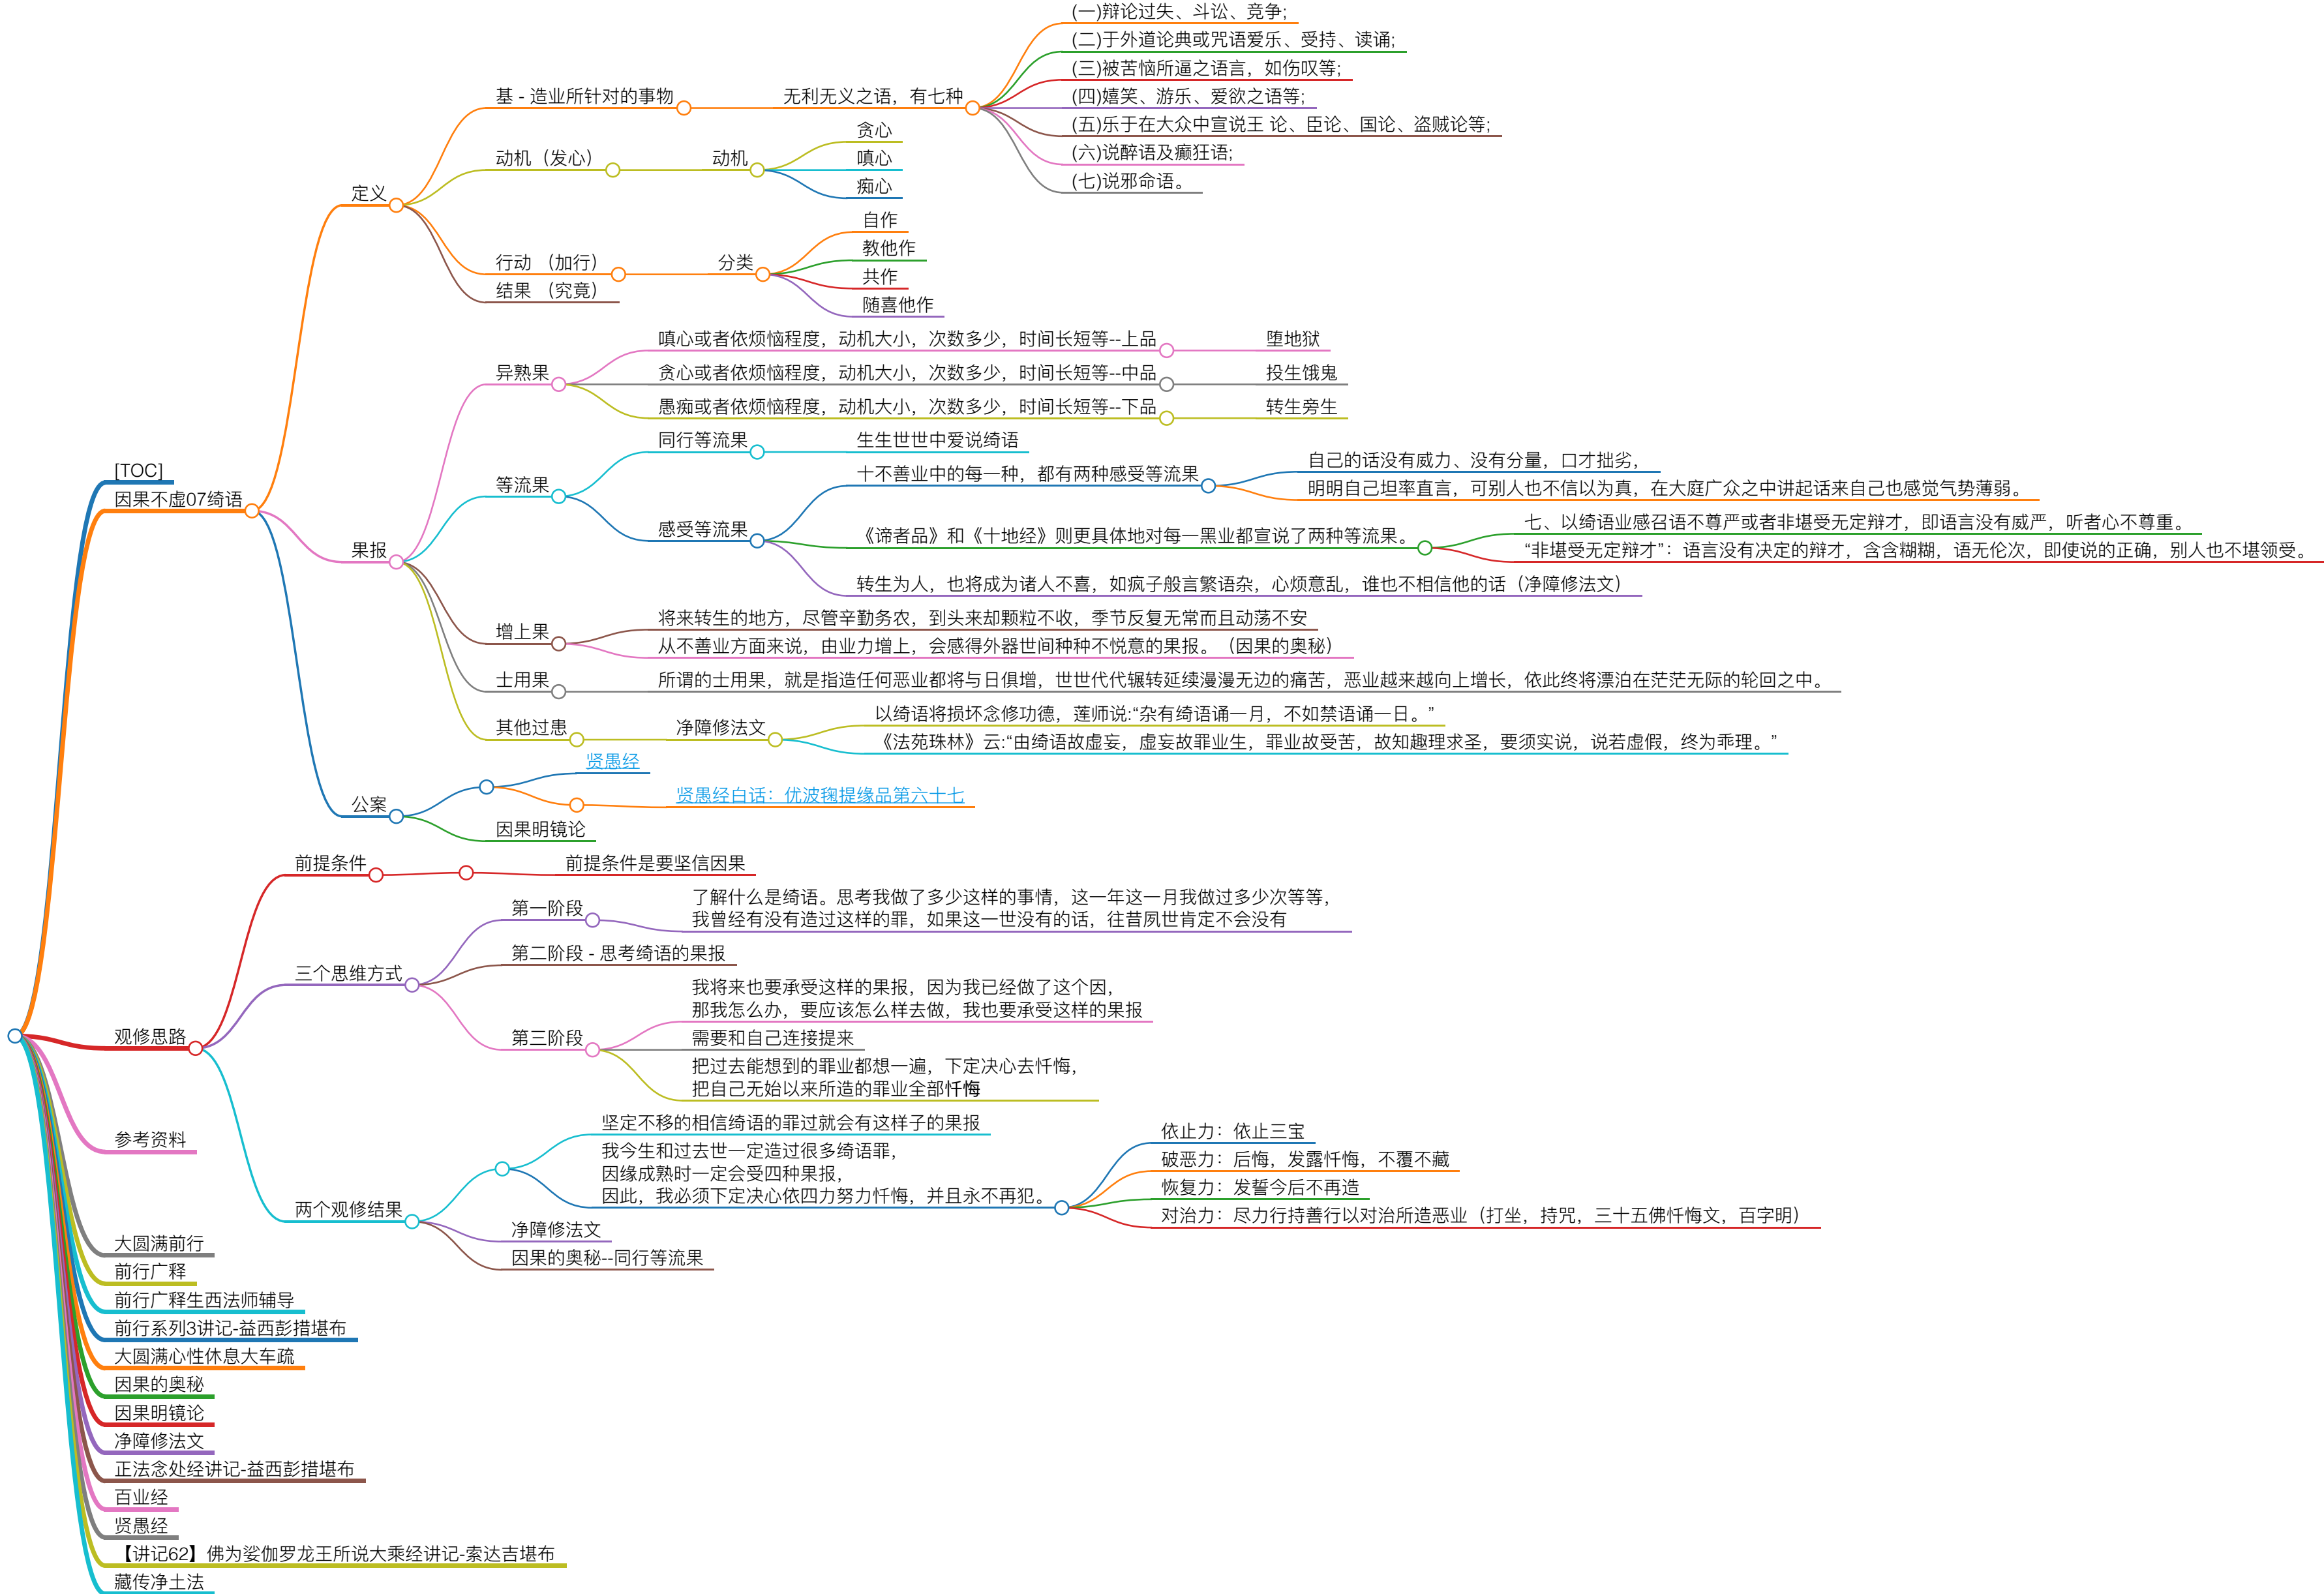 [TOC]
因果不虚07绮语
定义
基 - 造业所针对的事物
无利无义之语，有七种
(一)辩论过失、斗讼、竞争;
(二)于外道论典或咒语爱乐、受持、读诵;
(三)被苦恼所逼之语言，如伤叹等;
(四)嬉笑、游乐、爱欲之语等;
(五)乐于在大众中宣说王 论、臣论、国论、盗贼论等;
(六)说醉语及癫狂语;
(七)说邪命语。
动机（发心）
动机
贪心
嗔心
痴心
行动 （加行）
分类
自作
教他作
共作
随喜他作
结果 （究竟）
果报
异熟果
嗔心或者依烦恼程度，动机大小，次数多少，时间长短等--上品
堕地狱
贪心或者依烦恼程度，动机大小，次数多少，时间长短等--中品
投生饿鬼
愚痴或者依烦恼程度，动机大小，次数多少，时间长短等--下品
转生旁生
等流果
同行等流果
生生世世中爱说绮语
感受等流果
十不善业中的每一种，都有两种感受等流果
自己的话没有威力、没有分量，口才拙劣，
明明自己坦率直言，可别人也不信以为真，在大庭广众之中讲起话来自己也感觉气势薄弱。
《谛者品》和《十地经》则更具体地对每一黑业都宣说了两种等流果。
七、以绮语业感召语不尊严或者非堪受无定辩才，即语言没有威严，听者心不尊重。
“非堪受无定辩才”：语言没有决定的辩才，含含糊糊，语无伦次，即使说的正确，别人也不堪领受。
转生为人，也将成为诸人不喜，如疯子般言繁语杂，心烦意乱，谁也不相信他的话（净障修法文）
增上果
将来转生的地方，尽管辛勤务农，到头来却颗粒不收，季节反复无常而且动荡不安
从不善业方面来说，由业力增上，会感得外器世间种种不悦意的果报。（因果的奥秘）
士用果
所谓的士用果，就是指造任何恶业都将与日俱增，世世代代辗转延续漫漫无边的痛苦，恶业越来越向上增长，依此终将漂泊在茫茫无际的轮回之中。
其他过患
净障修法文
以绮语将损坏念修功德，莲师说:“杂有绮语诵一月，不如禁语诵一日。”
《法苑珠林》云:“由绮语故虚妄，虚妄故罪业生，罪业故受苦，故知趣理求圣，要须实说，说若虚假，终为乖理。”
公案
贤愚经
贤愚经白话：优波鞠提缘品第六十七
因果明镜论
观修思路
前提条件
前提条件是要坚信因果
三个思维方式
第一阶段
了解什么是绮语。思考我做了多少这样的事情，这一年这一月我做过多少次等等，
我曾经有没有造过这样的罪，如果这一世没有的话，往昔夙世肯定不会没有
第二阶段 - 思考绮语的果报
第三阶段
我将来也要承受这样的果报，因为我已经做了这个因，
那我怎么办，要应该怎么样去做，我也要承受这样的果报
需要和自己连接提来
把过去能想到的罪业都想一遍，下定决心去忏悔，
把自己无始以来所造的罪业全部忏悔
两个观修结果
坚定不移的相信绮语的罪过就会有这样子的果报
我今生和过去世一定造过很多绮语罪，
因缘成熟时一定会受四种果报，
因此，我必须下定决心依四力努力忏悔，并且永不再犯。
依止力：依止三宝
破恶力：后悔，发露忏悔，不覆不藏
恢复力：发誓今后不再造
对治力：尽力行持善行以对治所造恶业（打坐，持咒，三十五佛忏悔文，百字明）
净障修法文
因果的奥秘--同行等流果
参考资料
大圆满前行
前行广释
前行广释生西法师辅导
前行系列3讲记-益西彭措堪布
大圆满心性休息大车疏
因果的奥秘
因果明镜论
净障修法文
正法念处经讲记-益西彭措堪布
百业经
贤愚经
【讲记62】佛为娑伽罗龙王所说大乘经讲记-索达吉堪布
藏传净土法